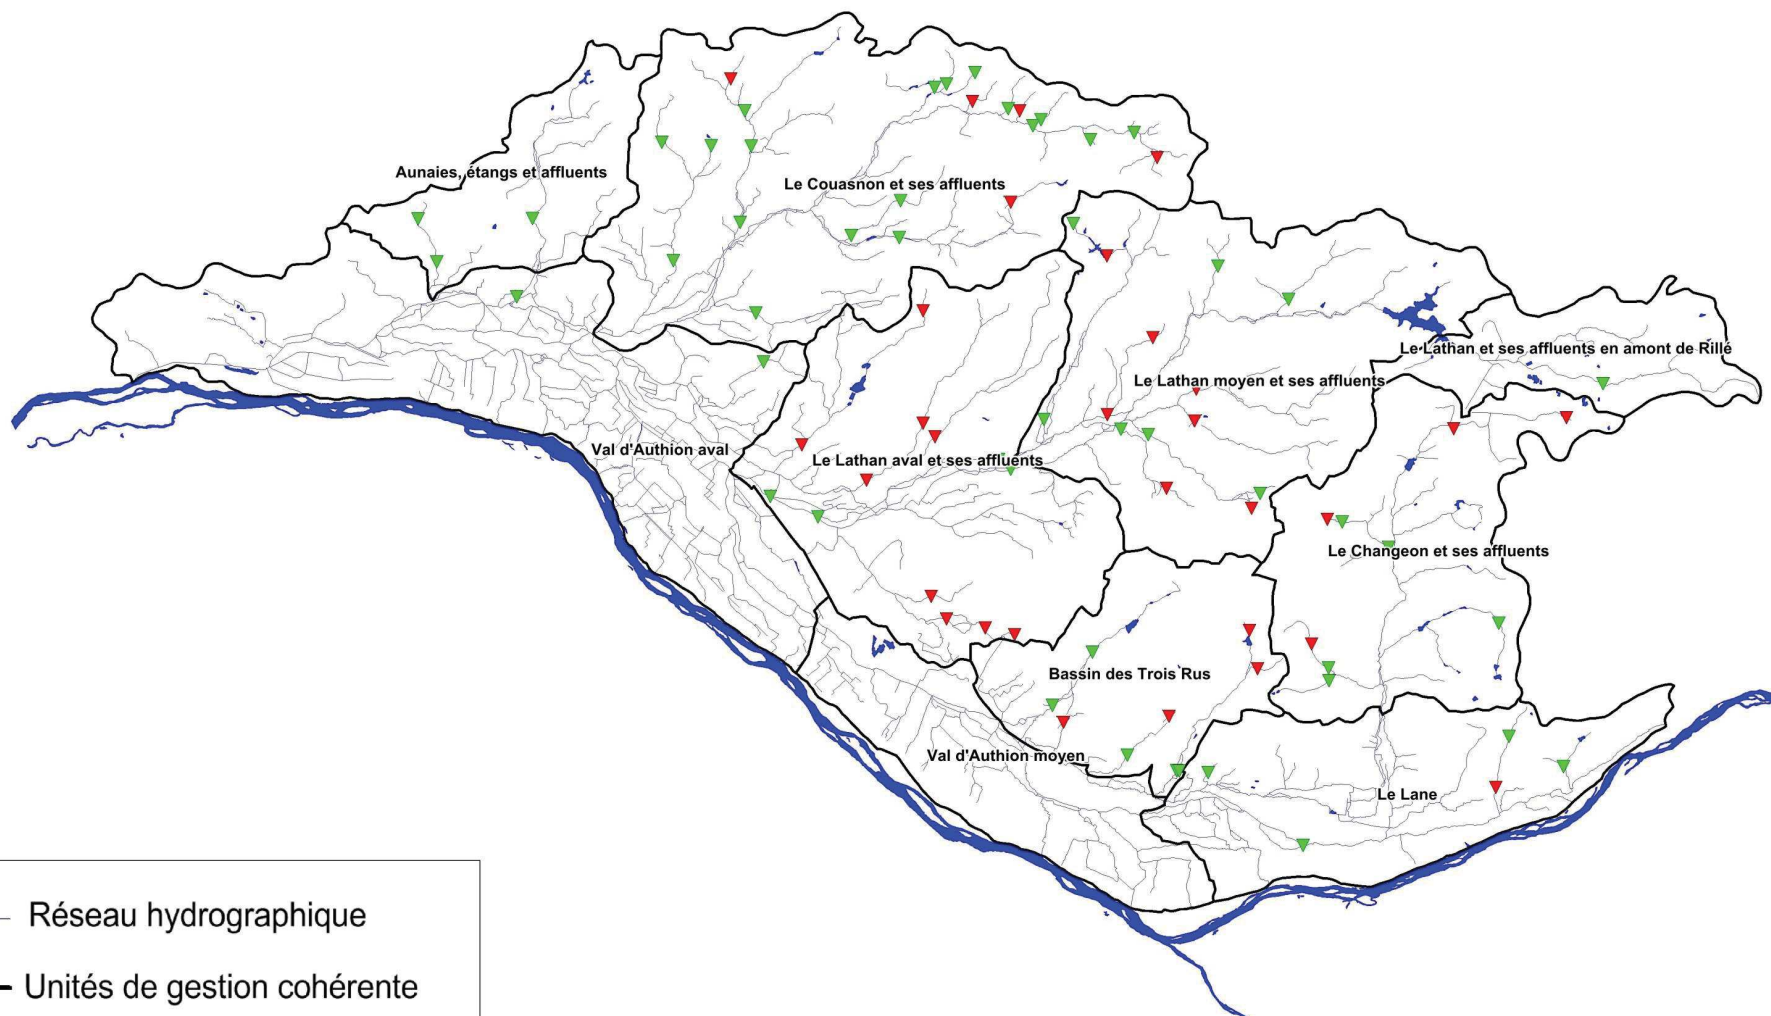 Aunaies, étangs et affluents
Le Couasnon et ses affluents
Le Lathan et ses affluents en amont de Rillé
Le Lathan moyen et ses affluents
Val d'Authion aval
Le Lathan aval et ses affluents
Le Changeon et ses affluents
Bassin des Trois Rus
Val d'Authion moyen
Le Lane
Réseau hydrographique
Unités de gestion cohérente